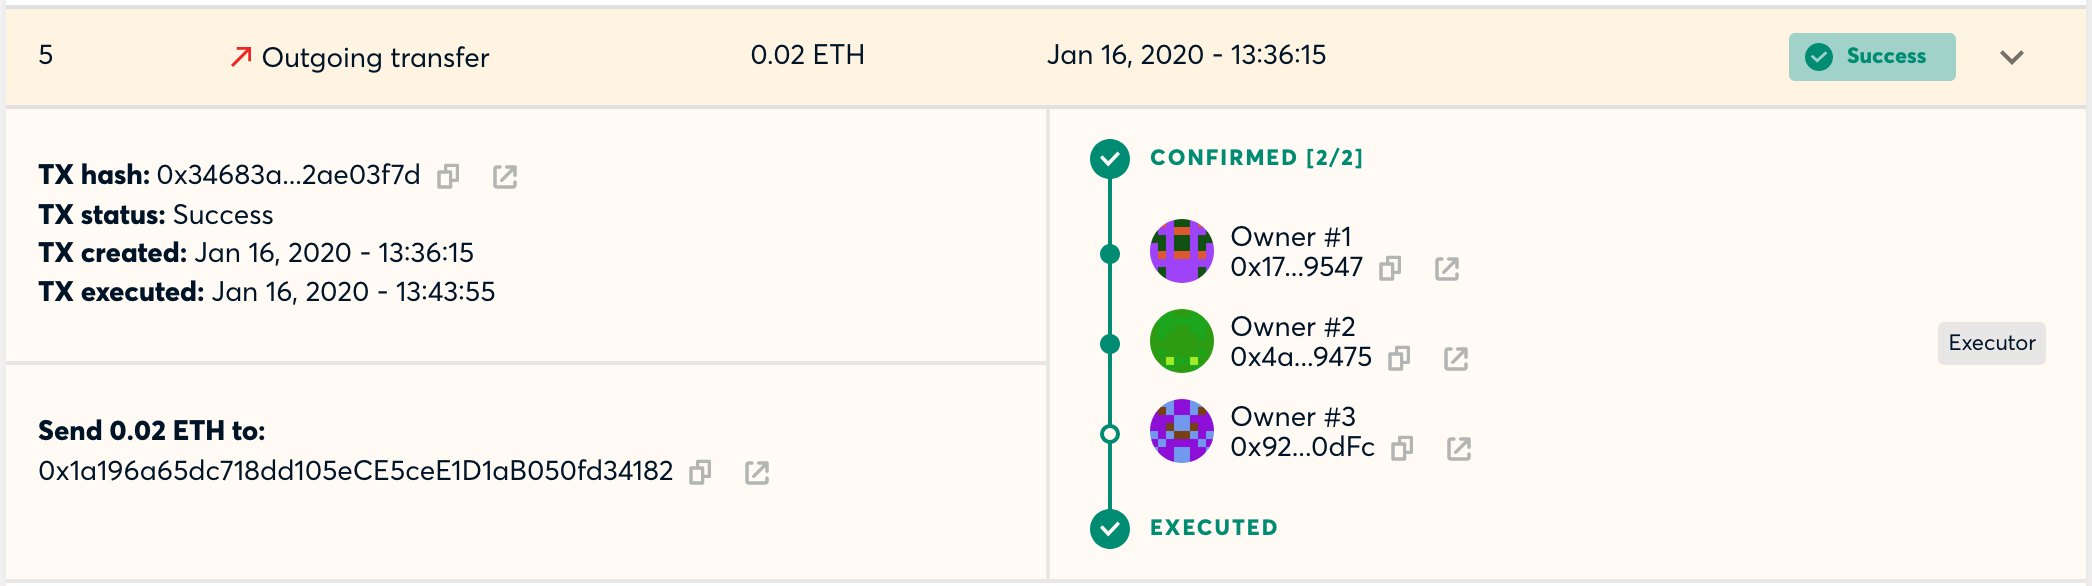 5
Outgoing transfer
0.02 ETH
Jan 16, 2020 - 13:36:15
Success
TX hash: 0x34683a...2ae03f7d
TX status: Success
TX created: Jan 16, 2020 - 13:36:15
TX executed: Jan 16, 2020 - 13:43:55
Send 0.02 ETH to:
0x1a196a65dc718dd105eCE5ceE1D1aB050fd34182
CONFIRMED [2/2]
Owner #1
0x17...9547
Owner #2
0x4a...9475
Executor
Owner #3
0x92...0dFc
EXECUTED